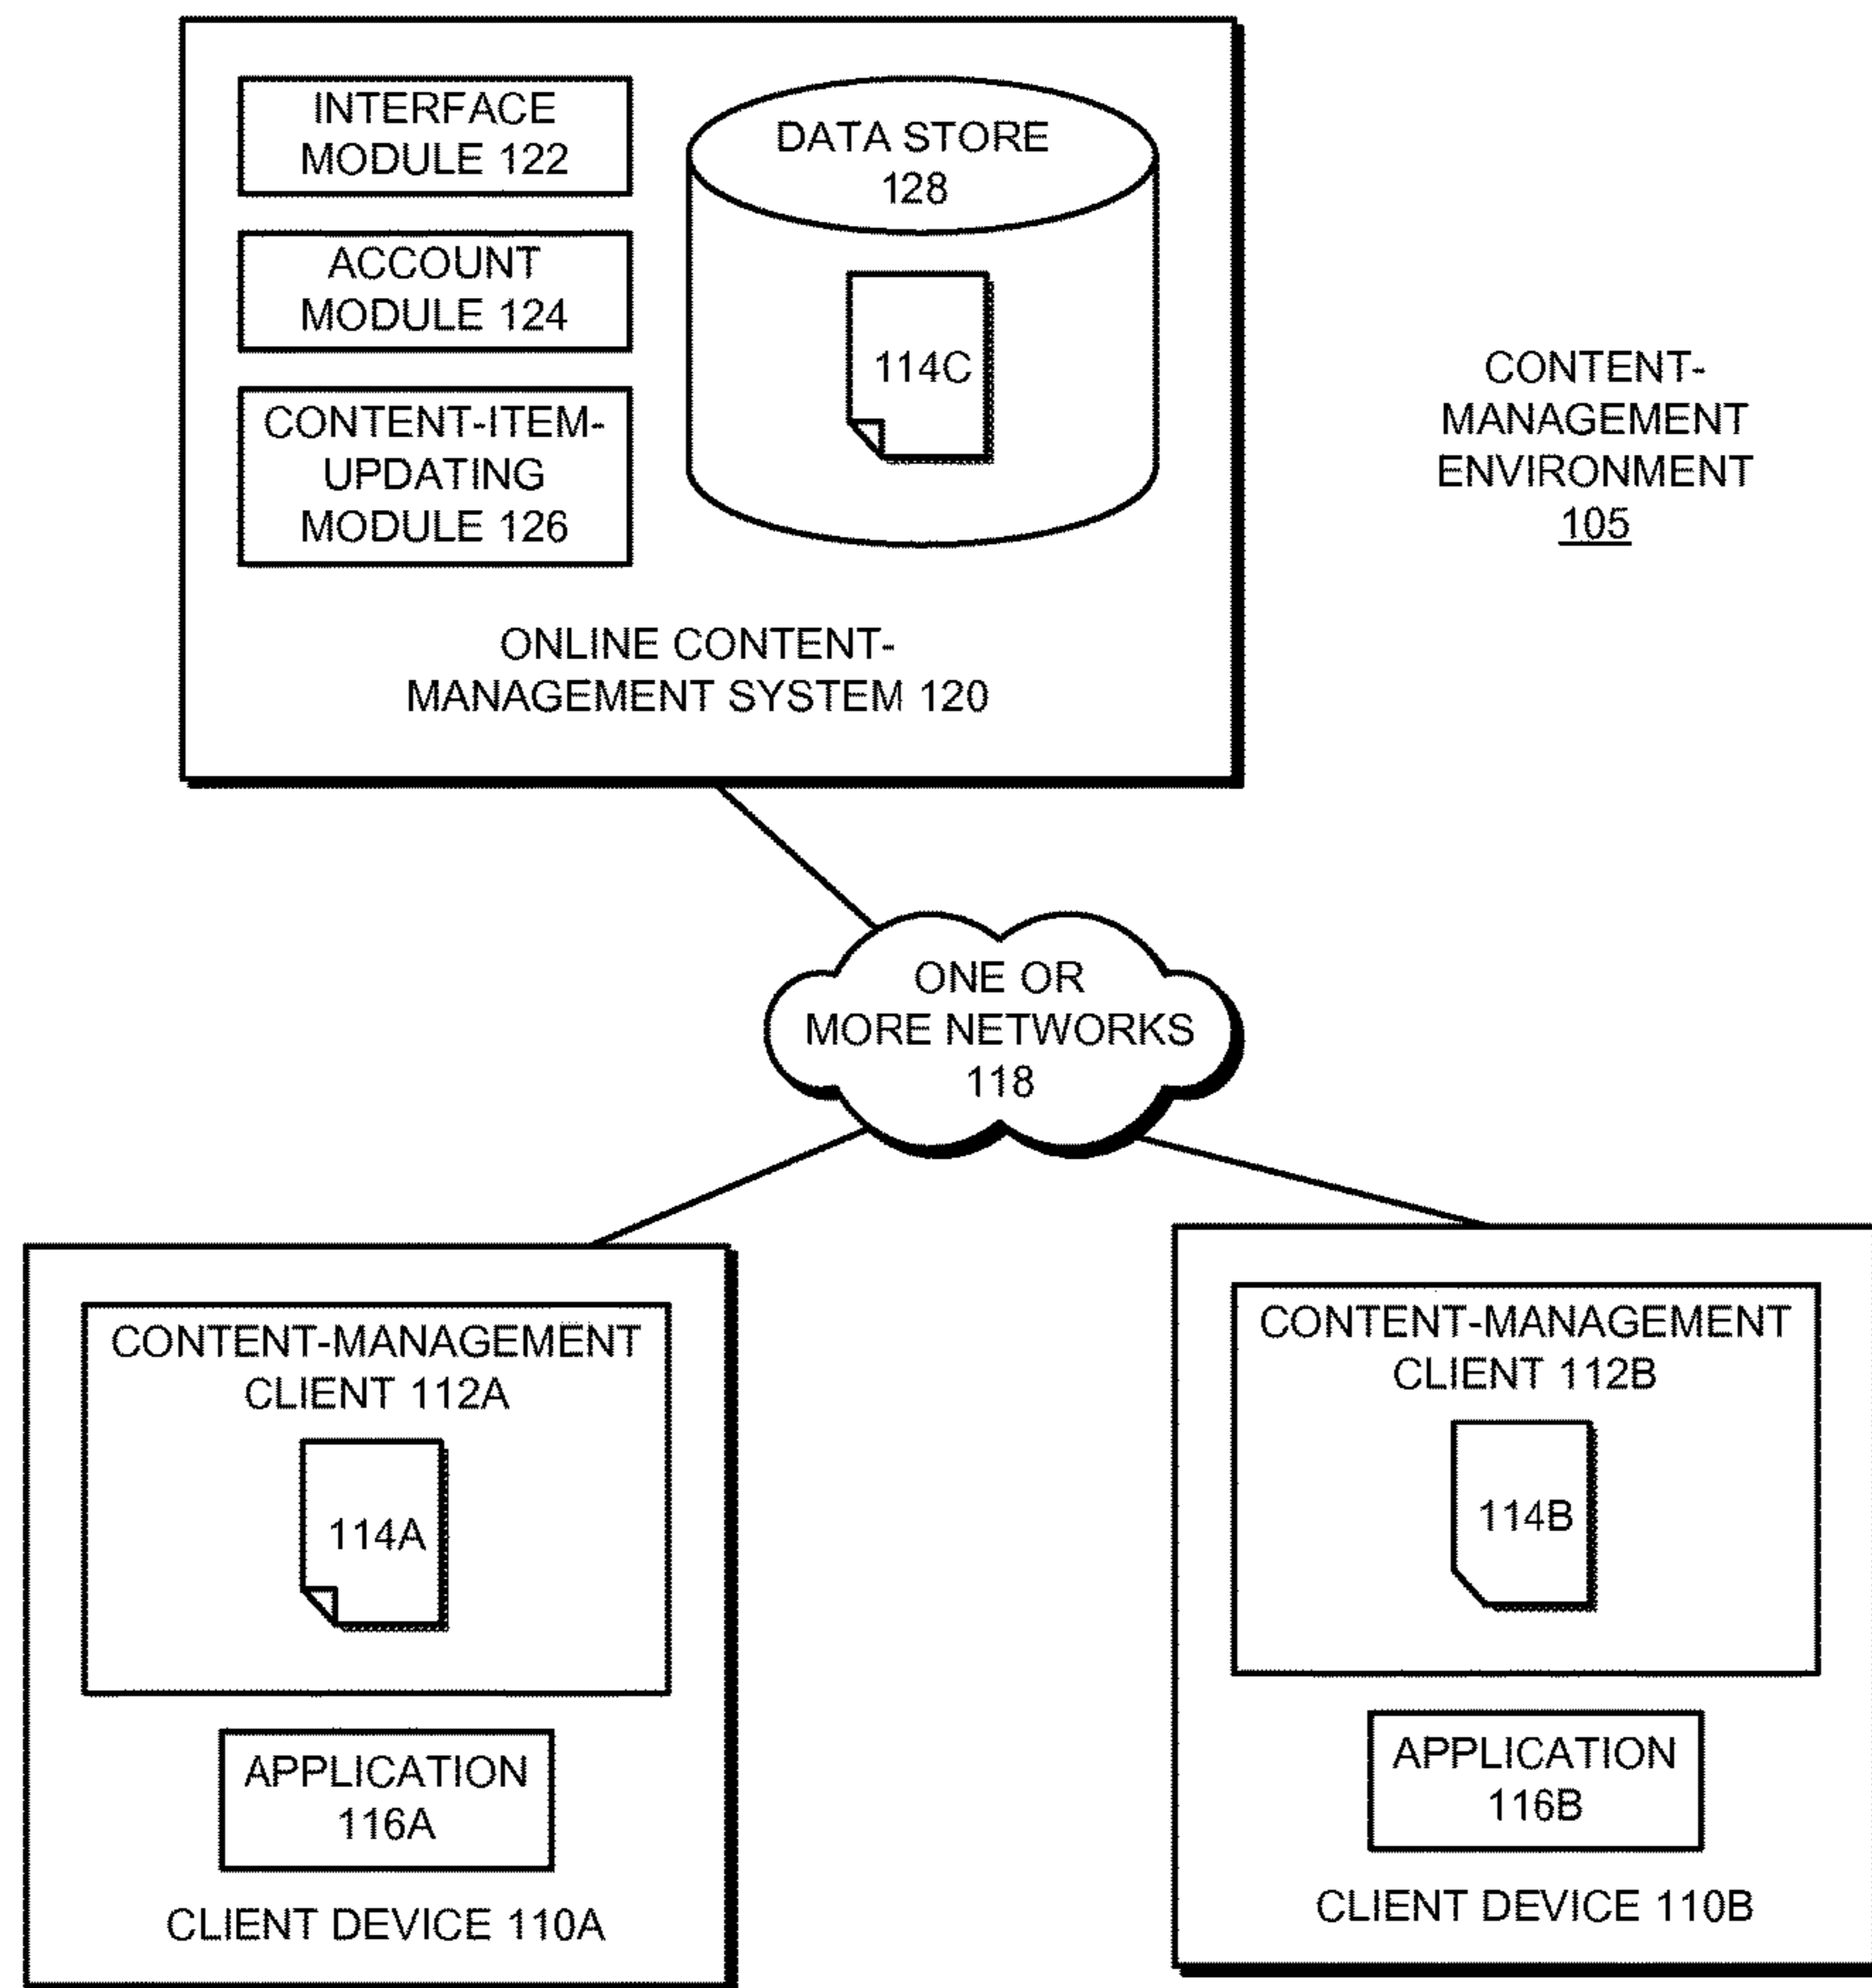 INTERFACE
MODULE 122
ACCOUNT
MODULE 124
CONTENT-ITEM-
UPDATING
MODULE 126
DATA STORE
128
114C
ONLINE CONTENT-
MANAGEMENT SYSTEM 120
CONTENT-
MANAGEMENT
ENVIRONMENT
105
ONE OR
MORE NETWORKS
118
CONTENT-MANAGEMENT
CLIENT 112A
114A
APPLICATION
116A
CLIENT DEVICE 110A
CONTENT-MANAGEMENT
CLIENT 112B
114B
APPLICATION
116B
CLIENT DEVICE 110B